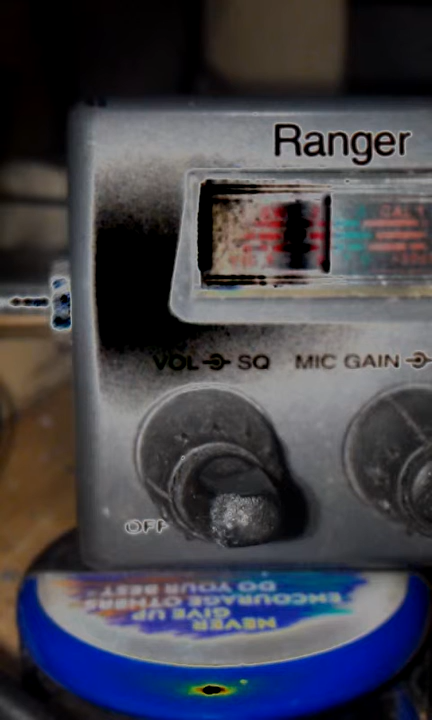 Ranger
VOL SQ MIC GAIN
OFF
NEVER
GIVE UP
ENCOURAGE OTHERS
DO YOUR BEST